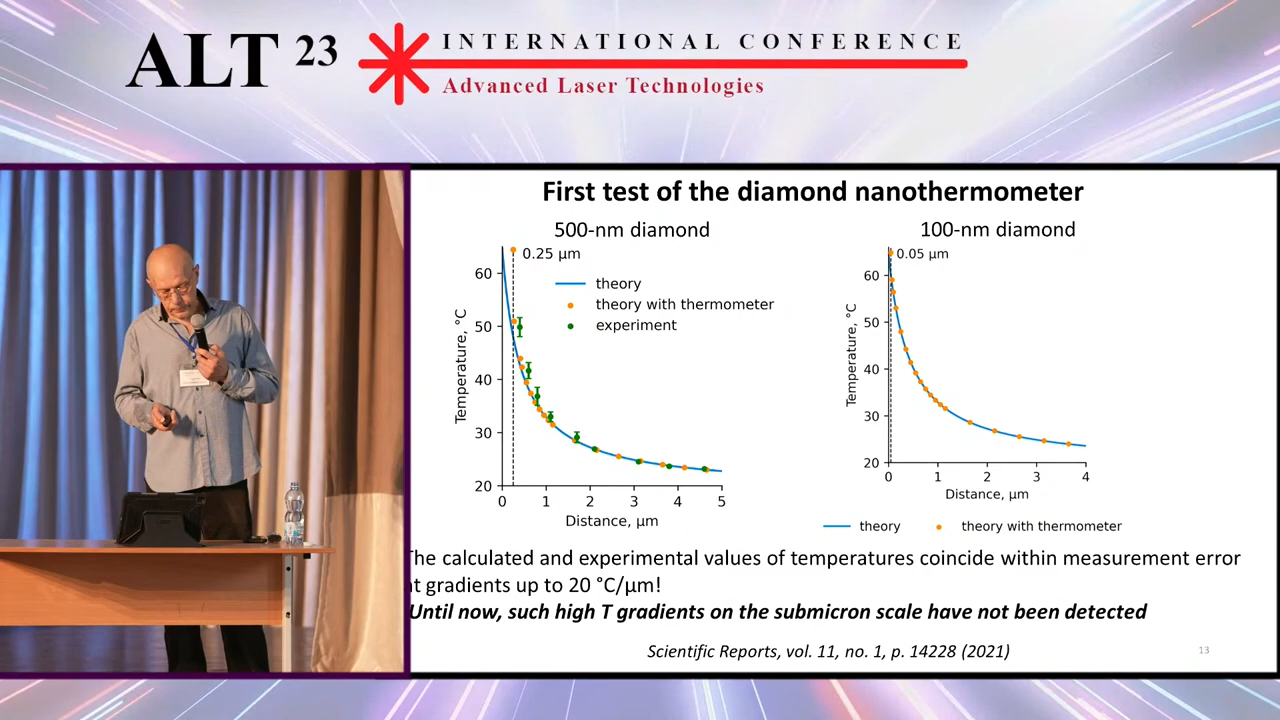 ALT 23
INTERNATIONAL CONFERENCE
Advanced Laser Technologies
First test of the diamond nanothermometer
500-nm diamond
0.25 µm
theory
theory with thermometer
experiment
Temperature, °C
60
50
40
30
20
0 1 2 3 4 5
Distance, µm
100-nm diamond
0.05 µm
Temperature, °C
60
50
40
30
20
0 1 2 3 4
Distance, µm
theory theory with thermometer
The calculated and experimental values of temperatures coincide within measurement error
at gradients up to 20 °C/µm!
Until now, such high T gradients on the submicron scale have not been detected
Scientific Reports, vol. 11, no. 1, p. 14228 (2021)
13